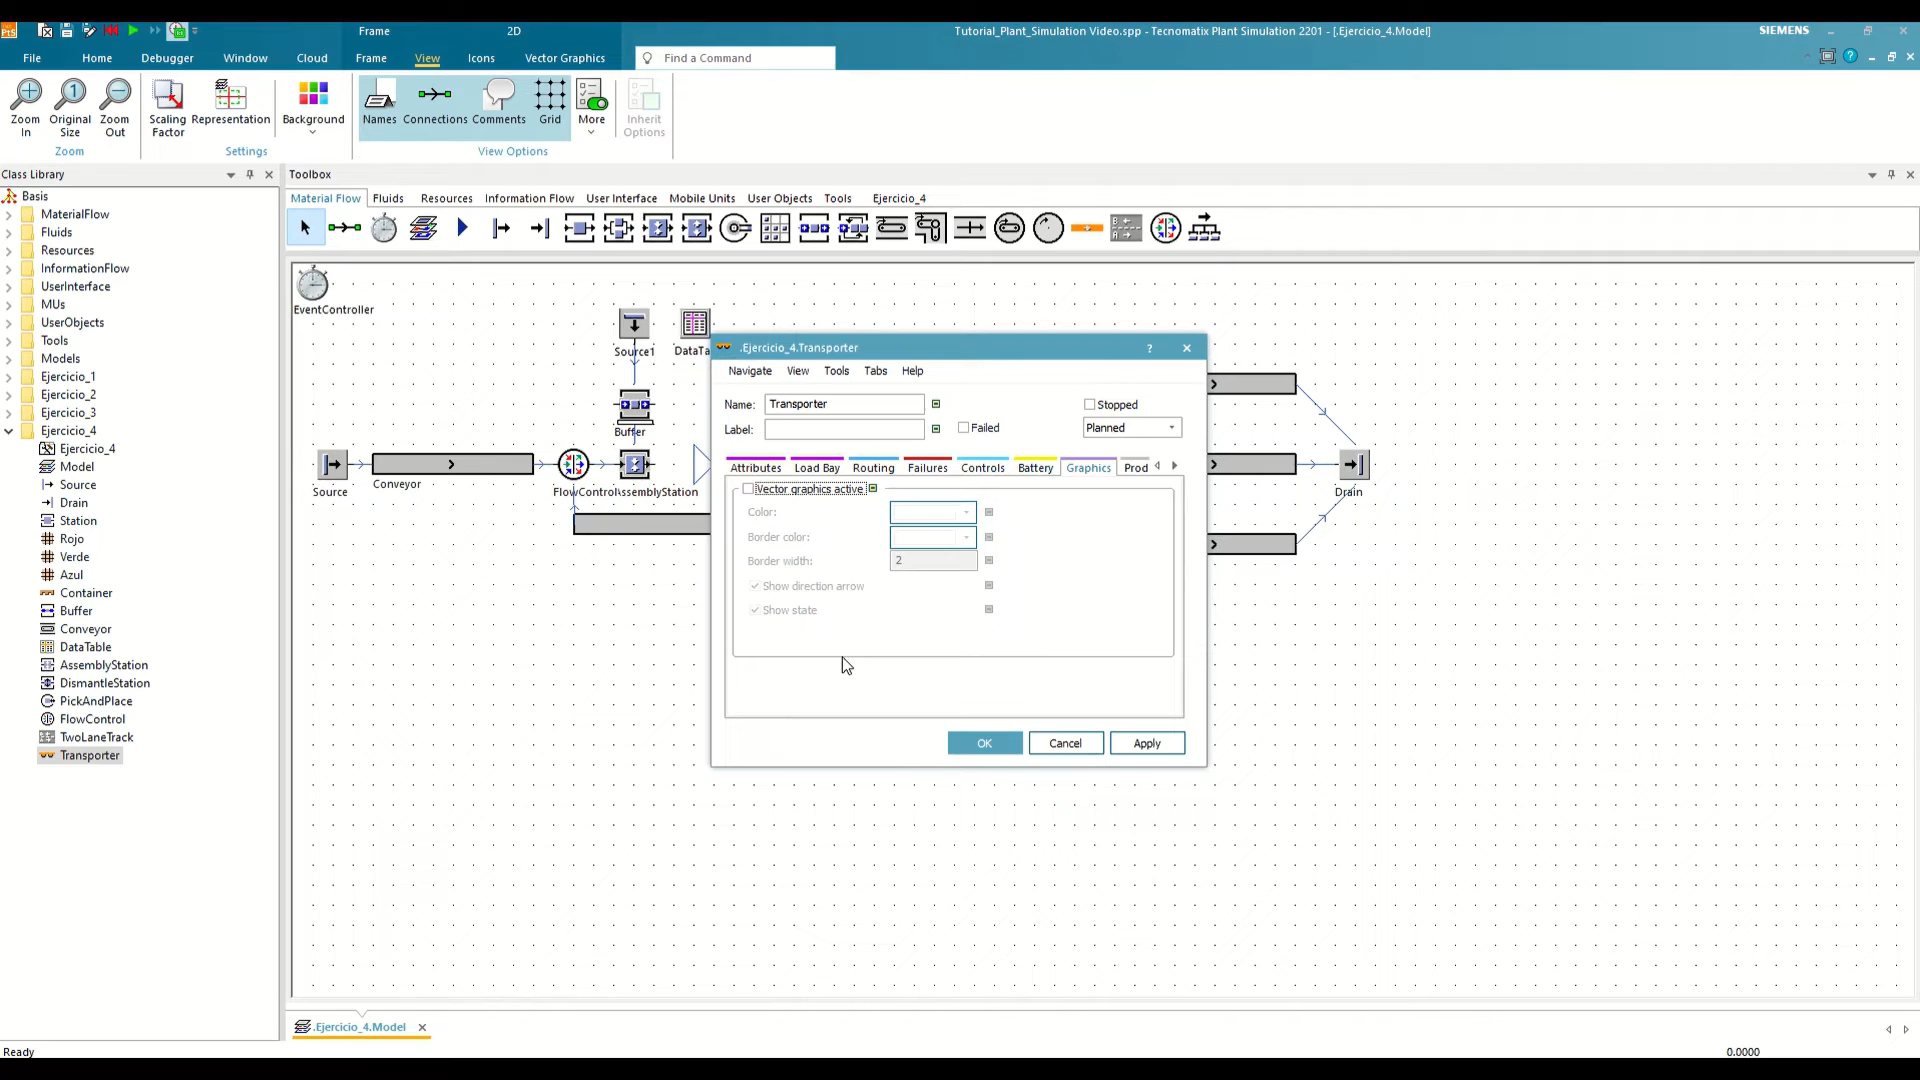 Frame
2D
Tutorial_Plant_Simulation Video.spp - Tecnomatix Plant Simulation 2201 - [.Ejercicio_4.Model]
SIEMENS
File
Home
Debugger
Window
Cloud
Frame
View
Icons
Vector Graphics
Find a Command
Zoom In
Original Size
Zoom Out
Scaling Factor
Representation
Background
Names
Connections
Comments
Grid
More
Inherit Options
Zoom
Settings
View Options
Class Library
Toolbox
Material Flow
Fluids
Resources
Information Flow
User Interface
Mobile Units
User Objects
Tools
Ejercicio_4
Basis
MaterialFlow
Fluids
Resources
InformationFlow
UserInterface
MUs
UserObjects
Tools
Models
Ejercicio_1
Ejercicio_2
Ejercicio_3
Ejercicio_4
Ejercicio_4
Model
Source
Drain
Station
Rojo
Verde
Azul
Container
Buffer
Conveyor
DataTable
AssemblyStation
DismantleStation
PickAndPlace
FlowControl
TwoLaneTrack
Transporter
EventController
Source1
DataTa
Buffer
Source
Conveyor
FlowControl
AssemblyStation
Drain
.Ejercicio_4.Transporter
?
Navigate
View
Tools
Tabs
Help
Name:
Transporter
Stopped
Label:
Failed
Planned
Attributes
Load Bay
Routing
Failures
Controls
Battery
Graphics
Prod
Vector graphics active
Color:
Border color:
Border width:
2
Show direction arrow
Show state
OK
Cancel
Apply
.Ejercicio_4.Model
Ready
0.0000